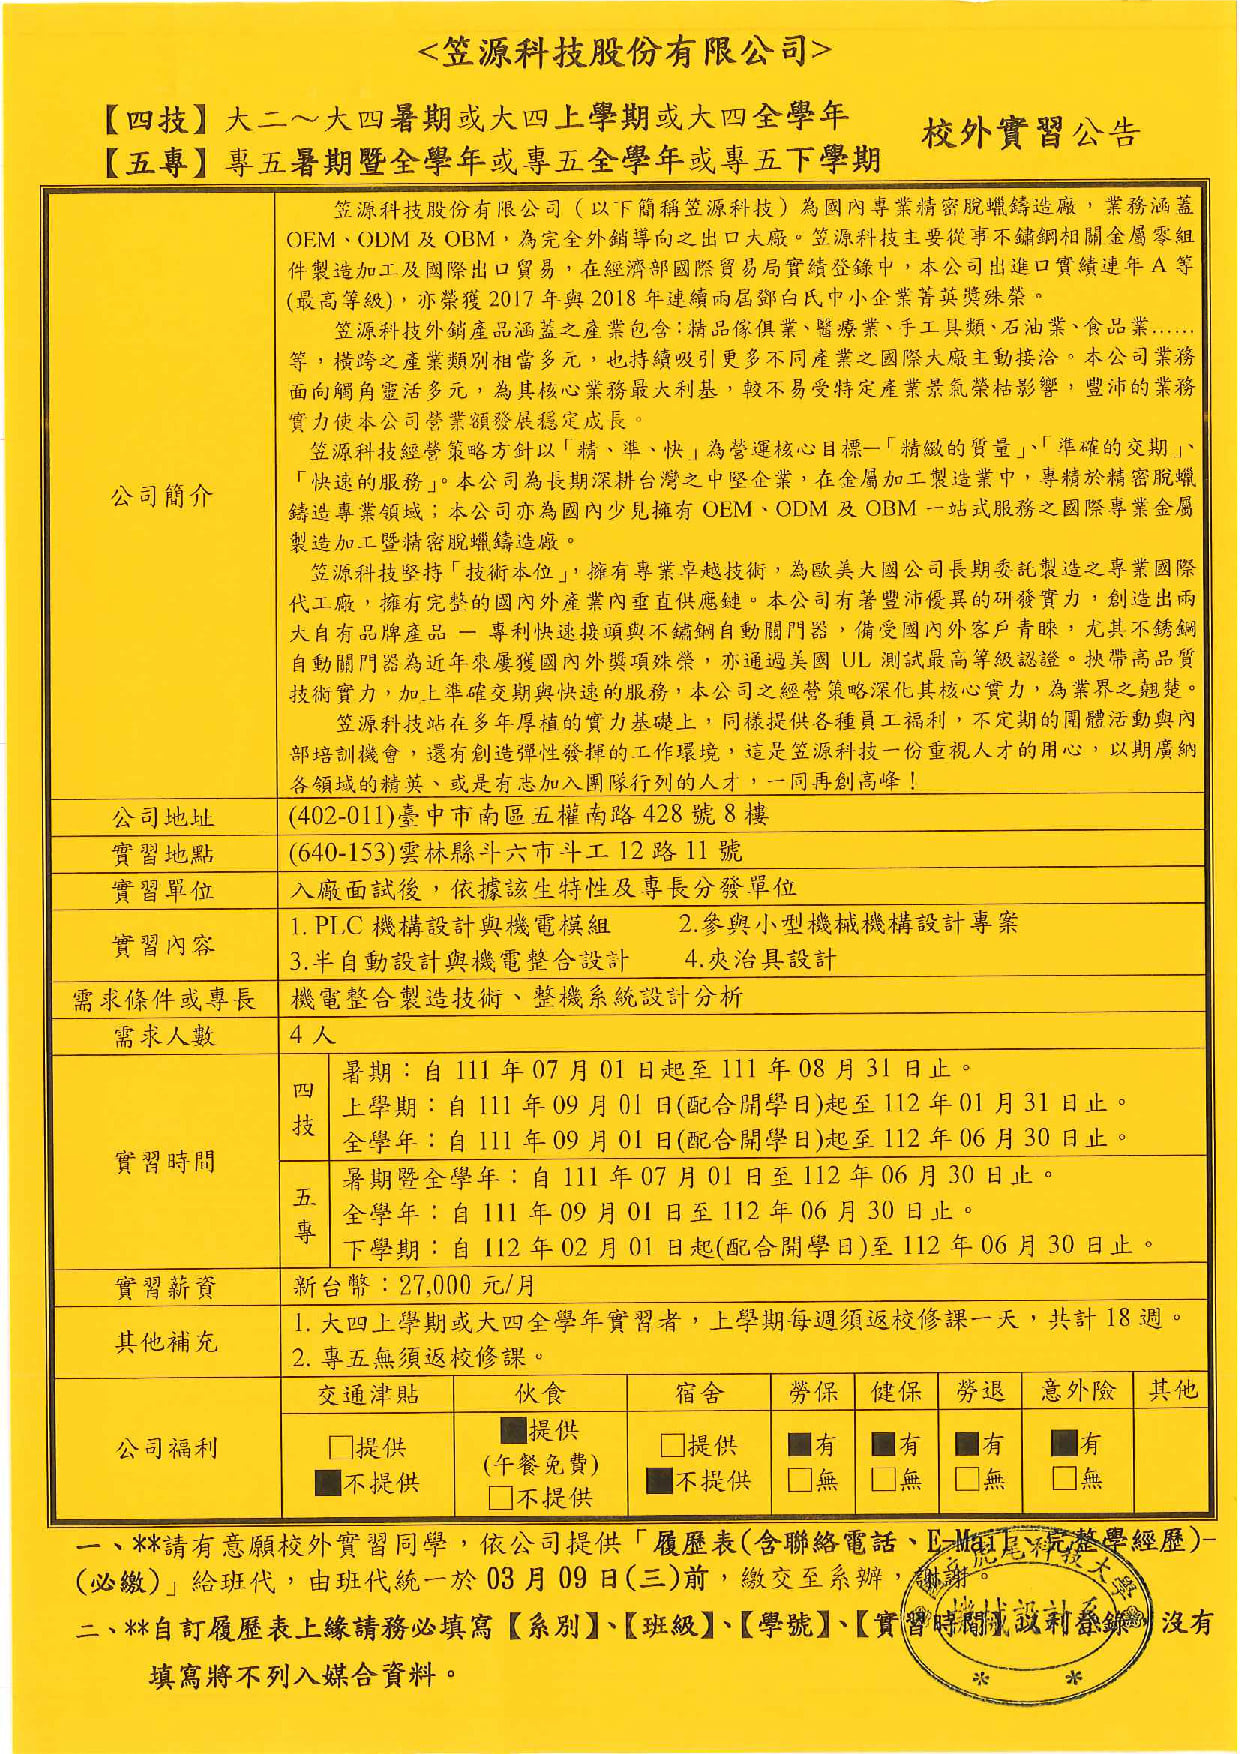 <笠源科技股份有限公司>
【四技】大二～大四暑期或大四上學期或大四全學年
【五專】專五暑期暨全學年或專五全學年或專五下學期
校外實習公告
公司簡介
笠源科技股份有限公司（以下簡稱笠源科技）為國內專業精密脫蠟鑄造廠，業務涵蓋
OEM、ODM 及 OBM，為完全外銷導向之出口大廠。笠源科技主要從事不鏽鋼相關金屬零組
件製造加工及國際出口貿易，在經濟部國際貿易局實績登錄中，本公司出進口實績連年 A 等
(最高等級)，亦榮獲 2017 年與 2018 年連續兩屆鄧白氏中小企業菁英獎殊榮。
笠源科技外銷產品涵蓋之產業包含：精品傢俱業、醫療業、手工具類、石油業、食品業……
等，橫跨之產業類別相當多元，也持續吸引更多不同產業之國際大廠主動接洽。本公司業務
面向觸角靈活多元，為其核心業務最大利基，較不易受特定產業景氣榮枯影響，豐沛的業務
實力使本公司營業額發展穩定成長。
笠源科技經營策略方針以「精、準、快」為營運核心目標—「精緻的質量」、「準確的交期」、
「快速的服務」。本公司為長期深耕台灣之中堅企業，在金屬加工製造業中，專精於精密脫蠟
鑄造專業領域；本公司亦為國內少見擁有 OEM、ODM 及 OBM 一站式服務之國際專業金屬
製造加工暨精密脫蠟鑄造廠。
笠源科技堅持「技術本位」，擁有專業卓越技術，為歐美大國公司長期委託製造之專業國際
代工廠，擁有完整的國內外產業內垂直供應鏈。本公司有著豐沛優異的研發實力，創造出兩
大自有品牌產品 － 專利快速接頭與不鏽鋼自動關門器，備受國內外客戶青睞，尤其不銹鋼
自動關門器為近年來屢獲國內外獎項殊榮，亦通過美國 UL 測試最高等級認證。挾帶高品質
技術實力，加上準確交期與快速的服務，本公司之經營策略深化其核心實力，為業界之翹楚。
笠源科技站在多年厚植的實力基礎上，同樣提供各種員工福利，不定期的團體活動與內
部培訓機會，還有創造彈性發揮的工作環境，這是笠源科技一份重視人才的用心，以期廣納
各領域的精英、或是有志加入團隊行列的人才，一同再創高峰！
公司地址 (402-011)臺中市南區五權南路 428 號 8 樓
實習地點 (640-153)雲林縣斗六市斗工 12 路 11 號
實習單位 入廠面試後，依據該生特性及專長分發單位
實習內容
1. PLC 機構設計與機電模組 2.參與小型機械機構設計專案
3.半自動設計與機電整合設計 4.夾治具設計
需求條件或專長 機電整合製造技術、整機系統設計分析
需求人數 4 人
實習時間
四技
暑期：自 111 年 07 月 01 日起至 111 年 08 月 31 日止。
上學期：自 111 年 09 月 01 日(配合開學日)起至 112 年 01 月 31 日止。
全學年：自 111 年 09 月 01 日(配合開學日)起至 112 年 06 月 30 日止。
五專
暑期暨全學年：自 111 年 07 月 01 日至 112 年 06 月 30 日止。
全學年：自 111 年 09 月 01 日至 112 年 06 月 30 日止。
下學期：自 112 年 02 月 01 日起(配合開學日)至 112 年 06 月 30 日止。
實習薪資 新台幣：27,000 元/月
其他補充
1. 大四上學期或大四全學年實習者，上學期每週須返校修課一天，共計 18 週。
2. 專五無須返校修課。
公司福利
交通津貼 伙食 宿舍 勞保 健保 勞退 意外險 其他
□提供 ■提供 □提供 ■有 ■有 ■有 ■有
(午餐免費)
■不提供 □不提供 ■不提供 □無 □無 □無 □無
一、**請有意願校外實習同學，依公司提供「履歷表(含聯絡電話、E-Mail、完整學經歷)-
(必繳)」給班代，由班代統一於 03 月 09 日(三)前，繳交至系辦，謝謝。
二、**自訂履歷表上緣請務必填寫【系別】、【班級】、【學號】、【實習時間】以利登錄，沒有
填寫將不列入媒合資料。
立虎尾科技大學
機械設計系